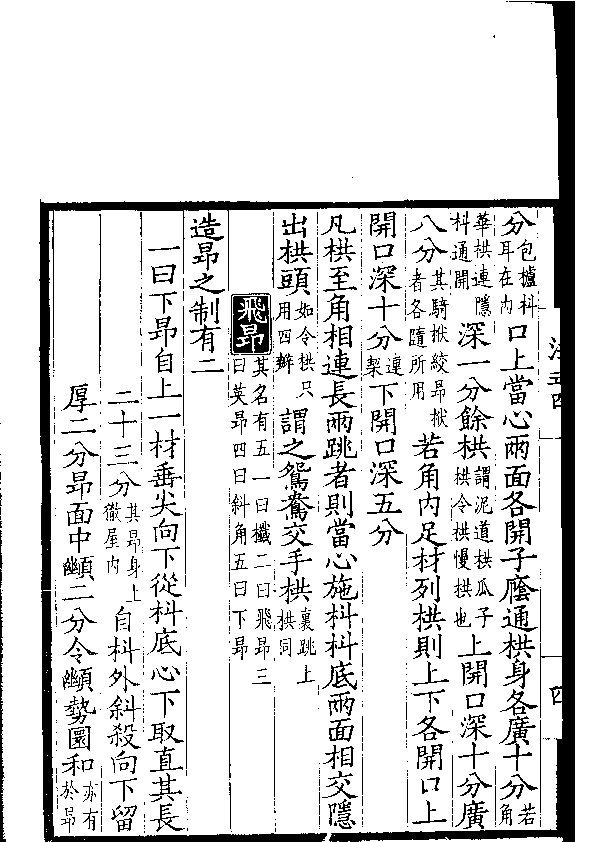 法式四
四
分包櫨枓耳在內口上當心兩面各開子廕通栱身各廣十分若角
華栱連隱枓通開深一分餘栱謂泥道栱瓜子栱令栱慢栱也上開口深十分廣
八分其騎栿絞昂栿者各隨所用若角內足材列栱則上下各開口上
開口深十分連栔下開口深五分
凡栱至角相連長兩跳者則當心施枓枓底兩面相交隱
出栱頭如令栱只用四瓣謂之鴛鴦交手栱裏跳上栱同
飛昂其名有五一曰櫼二曰飛昂三曰英昂四曰斜角五曰下昂
造昂之制有二
一曰下昂自上一材垂尖向下從枓底心下取直其長
二十三分其昂身上徹屋內自枓外斜殺向下留
厚二分昂面中䫜二分令䫜勢圜和亦有於昂